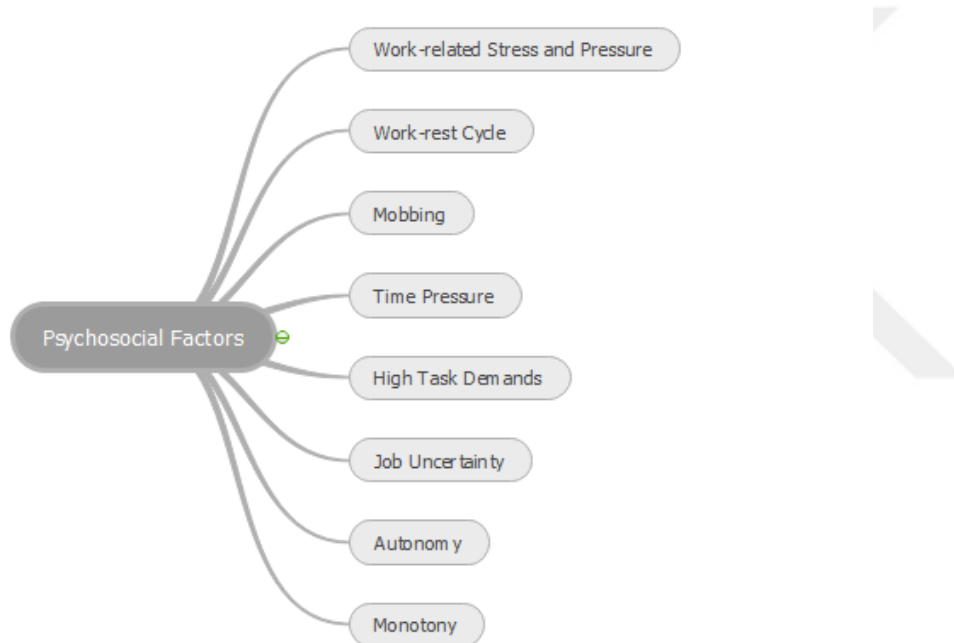 Work-related Stress and Pressure
Work-rest Cycle
Mobbing
Time Pressure
Psychosocial Factors
High Task Demands
Job Uncertainty
Autonomy
Monotony